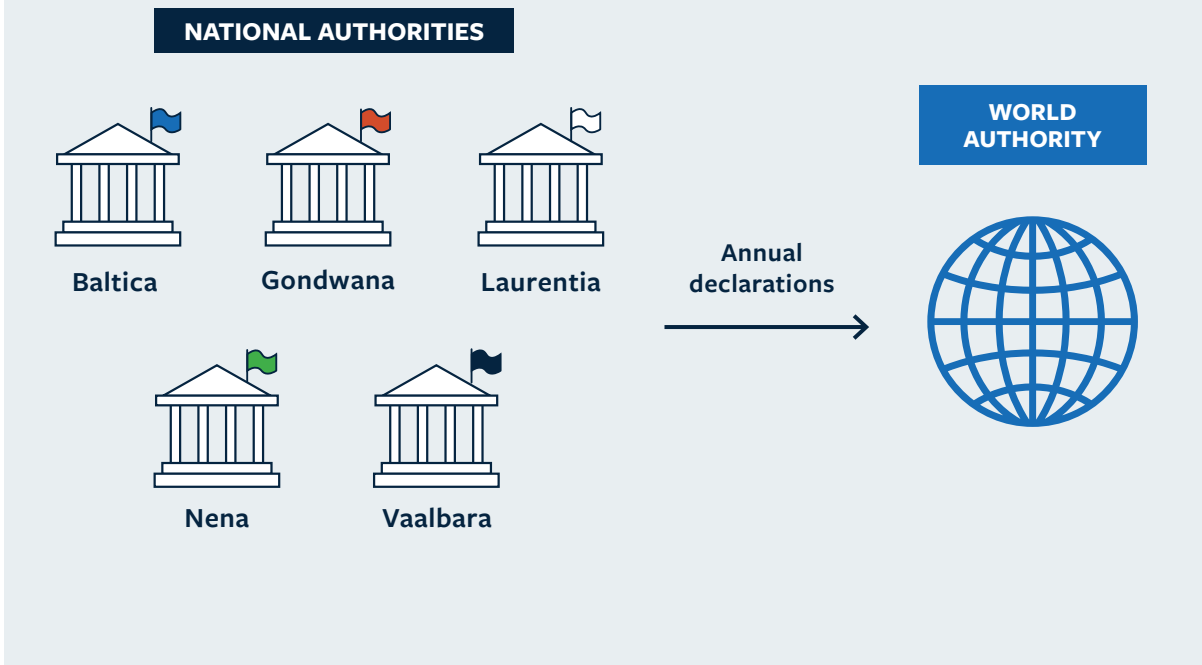 NATIONAL AUTHORITIES
WORLD
AUTHORITY
Baltica
Gondwana
Laurentia
Annual
declarations
Nena
Vaalbara